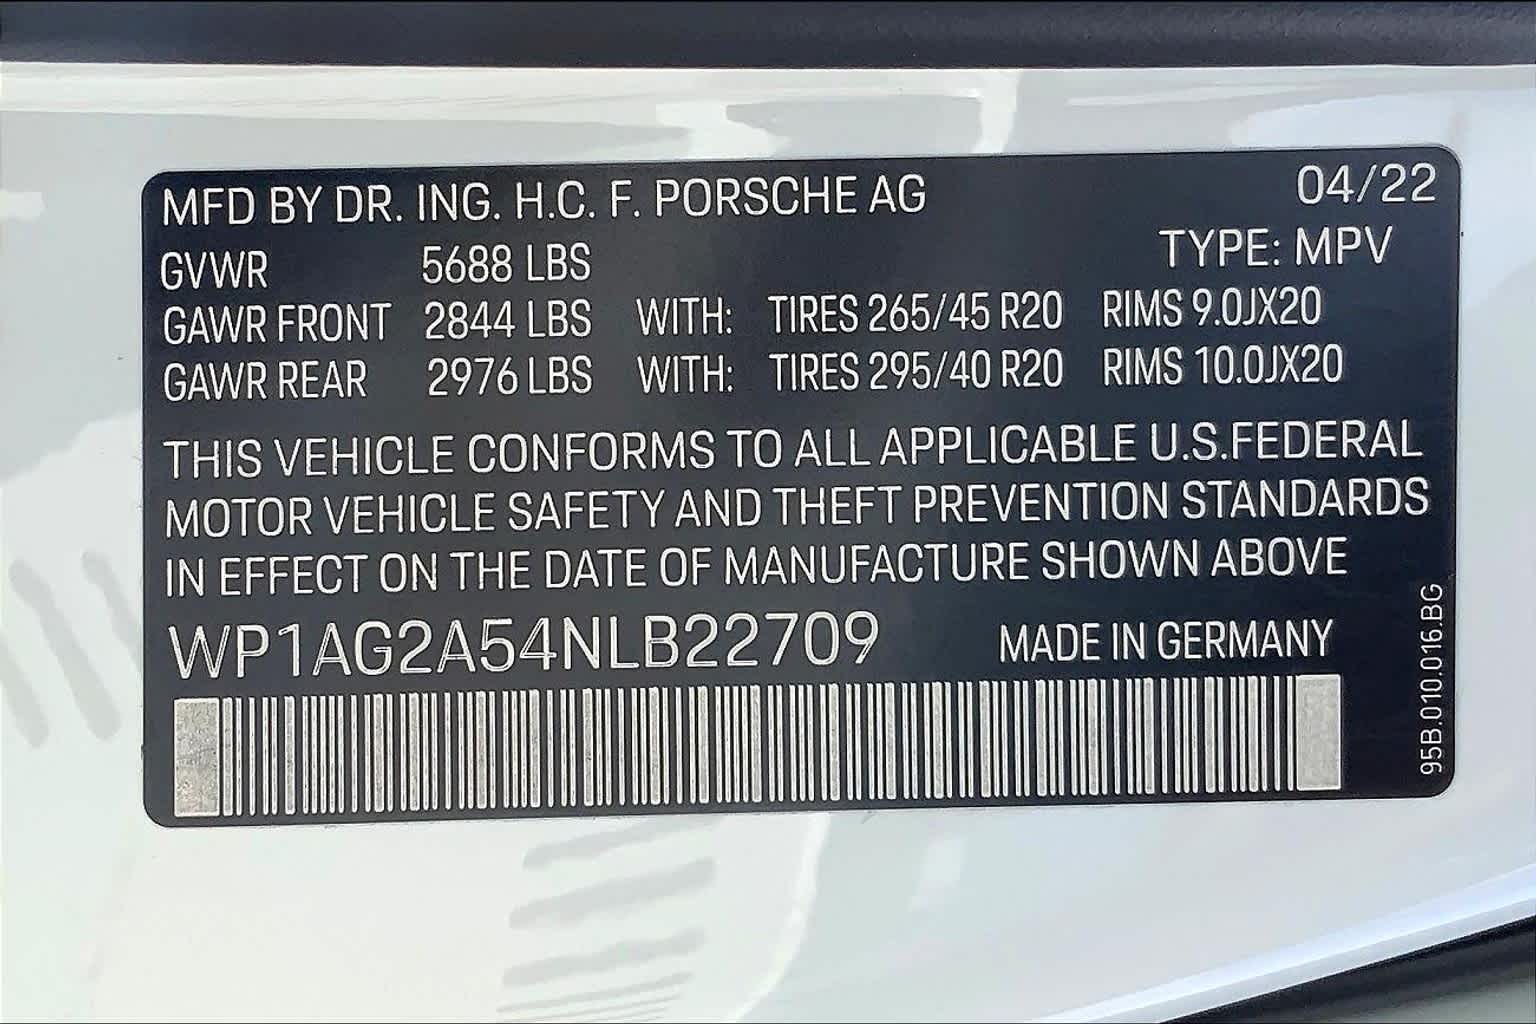 MFD BY DR. ING. H.C. F. PORSCHE AG 04/22
GVWR 5688 LBS TYPE: MPV
GAWR FRONT 2844 LBS WITH: TIRES 265/45 R20 RIMS 9.0JX20
GAWR REAR 2976 LBS WITH: TIRES 295/40 R20 RIMS 10.0JX20
THIS VEHICLE CONFORMS TO ALL APPLICABLE U.S.FEDERAL
MOTOR VEHICLE SAFETY AND THEFT PREVENTION STANDARDS
IN EFFECT ON THE DATE OF MANUFACTURE SHOWN ABOVE
WP1AG2A54NLB22709 MADE IN GERMANY
95B.010.016.BG